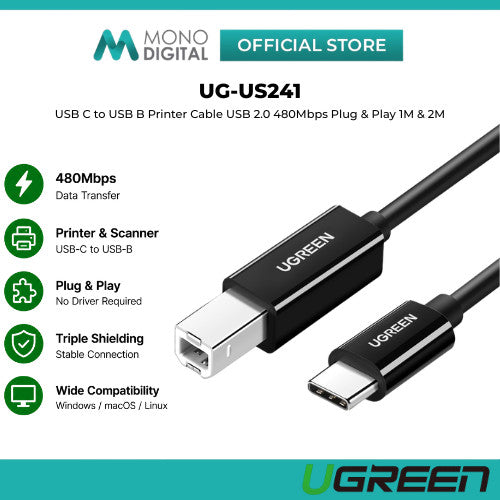 MONO
DIGITAL
OFFICIAL STORE
UG-US241
USB C to USB B Printer Cable USB 2.0 480Mbps Plug & Play 1M & 2M
480Mbps
Data Transfer
Printer & Scanner
USB-C to USB-B
Plug & Play
No Driver Required
Triple Shielding
Stable Connection
Wide Compatibility
Windows / macOS / Linux
UGREEN
UGREEN
UGREEN